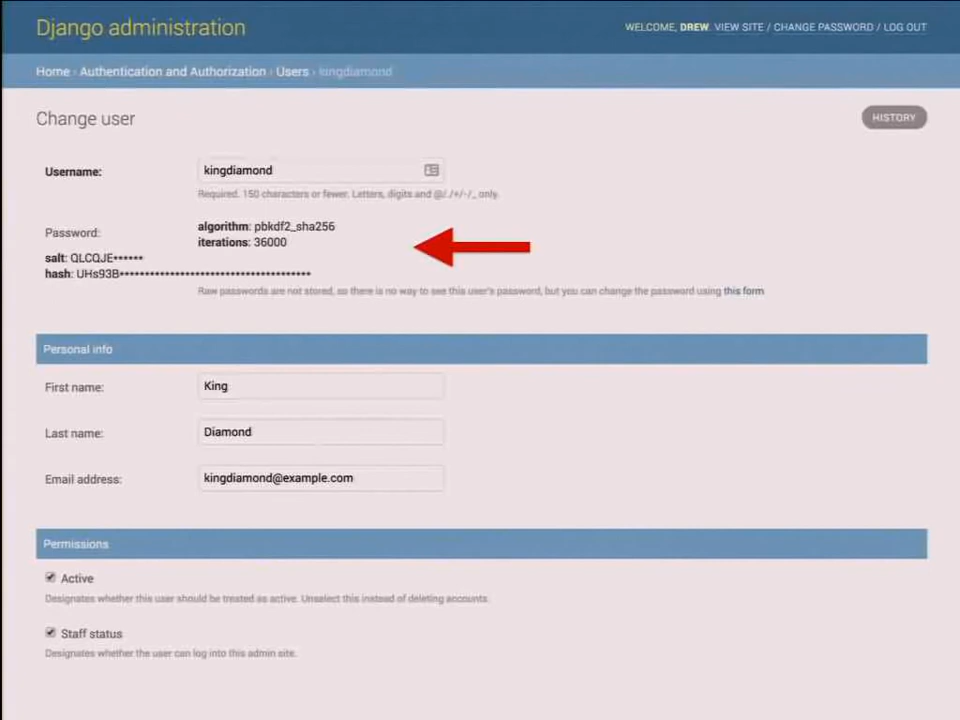 Django administration
WELCOME, DREW. VIEW SITE / CHANGE PASSWORD / LOG OUT
Home › Authentication and Authorization › Users › kingdiamond
Change user
HISTORY
Username: kingdiamond
Required. 150 characters or fewer. Letters, digits and @/./+/-/_ only.
Password: algorithm: pbkdf2_sha256
iterations: 36000
salt: QLCQJE••••••
hash: UHs93B••••••••••••••••••••••••••••••••••••••
Raw passwords are not stored, so there is no way to see this user's password, but you can change the password using this form
Personal info
First name: King
Last name: Diamond
Email address: kingdiamond@example.com
Permissions
Active
Designates whether this user should be treated as active. Unselect this instead of deleting accounts.
Staff status
Designates whether the user can log into this admin site.